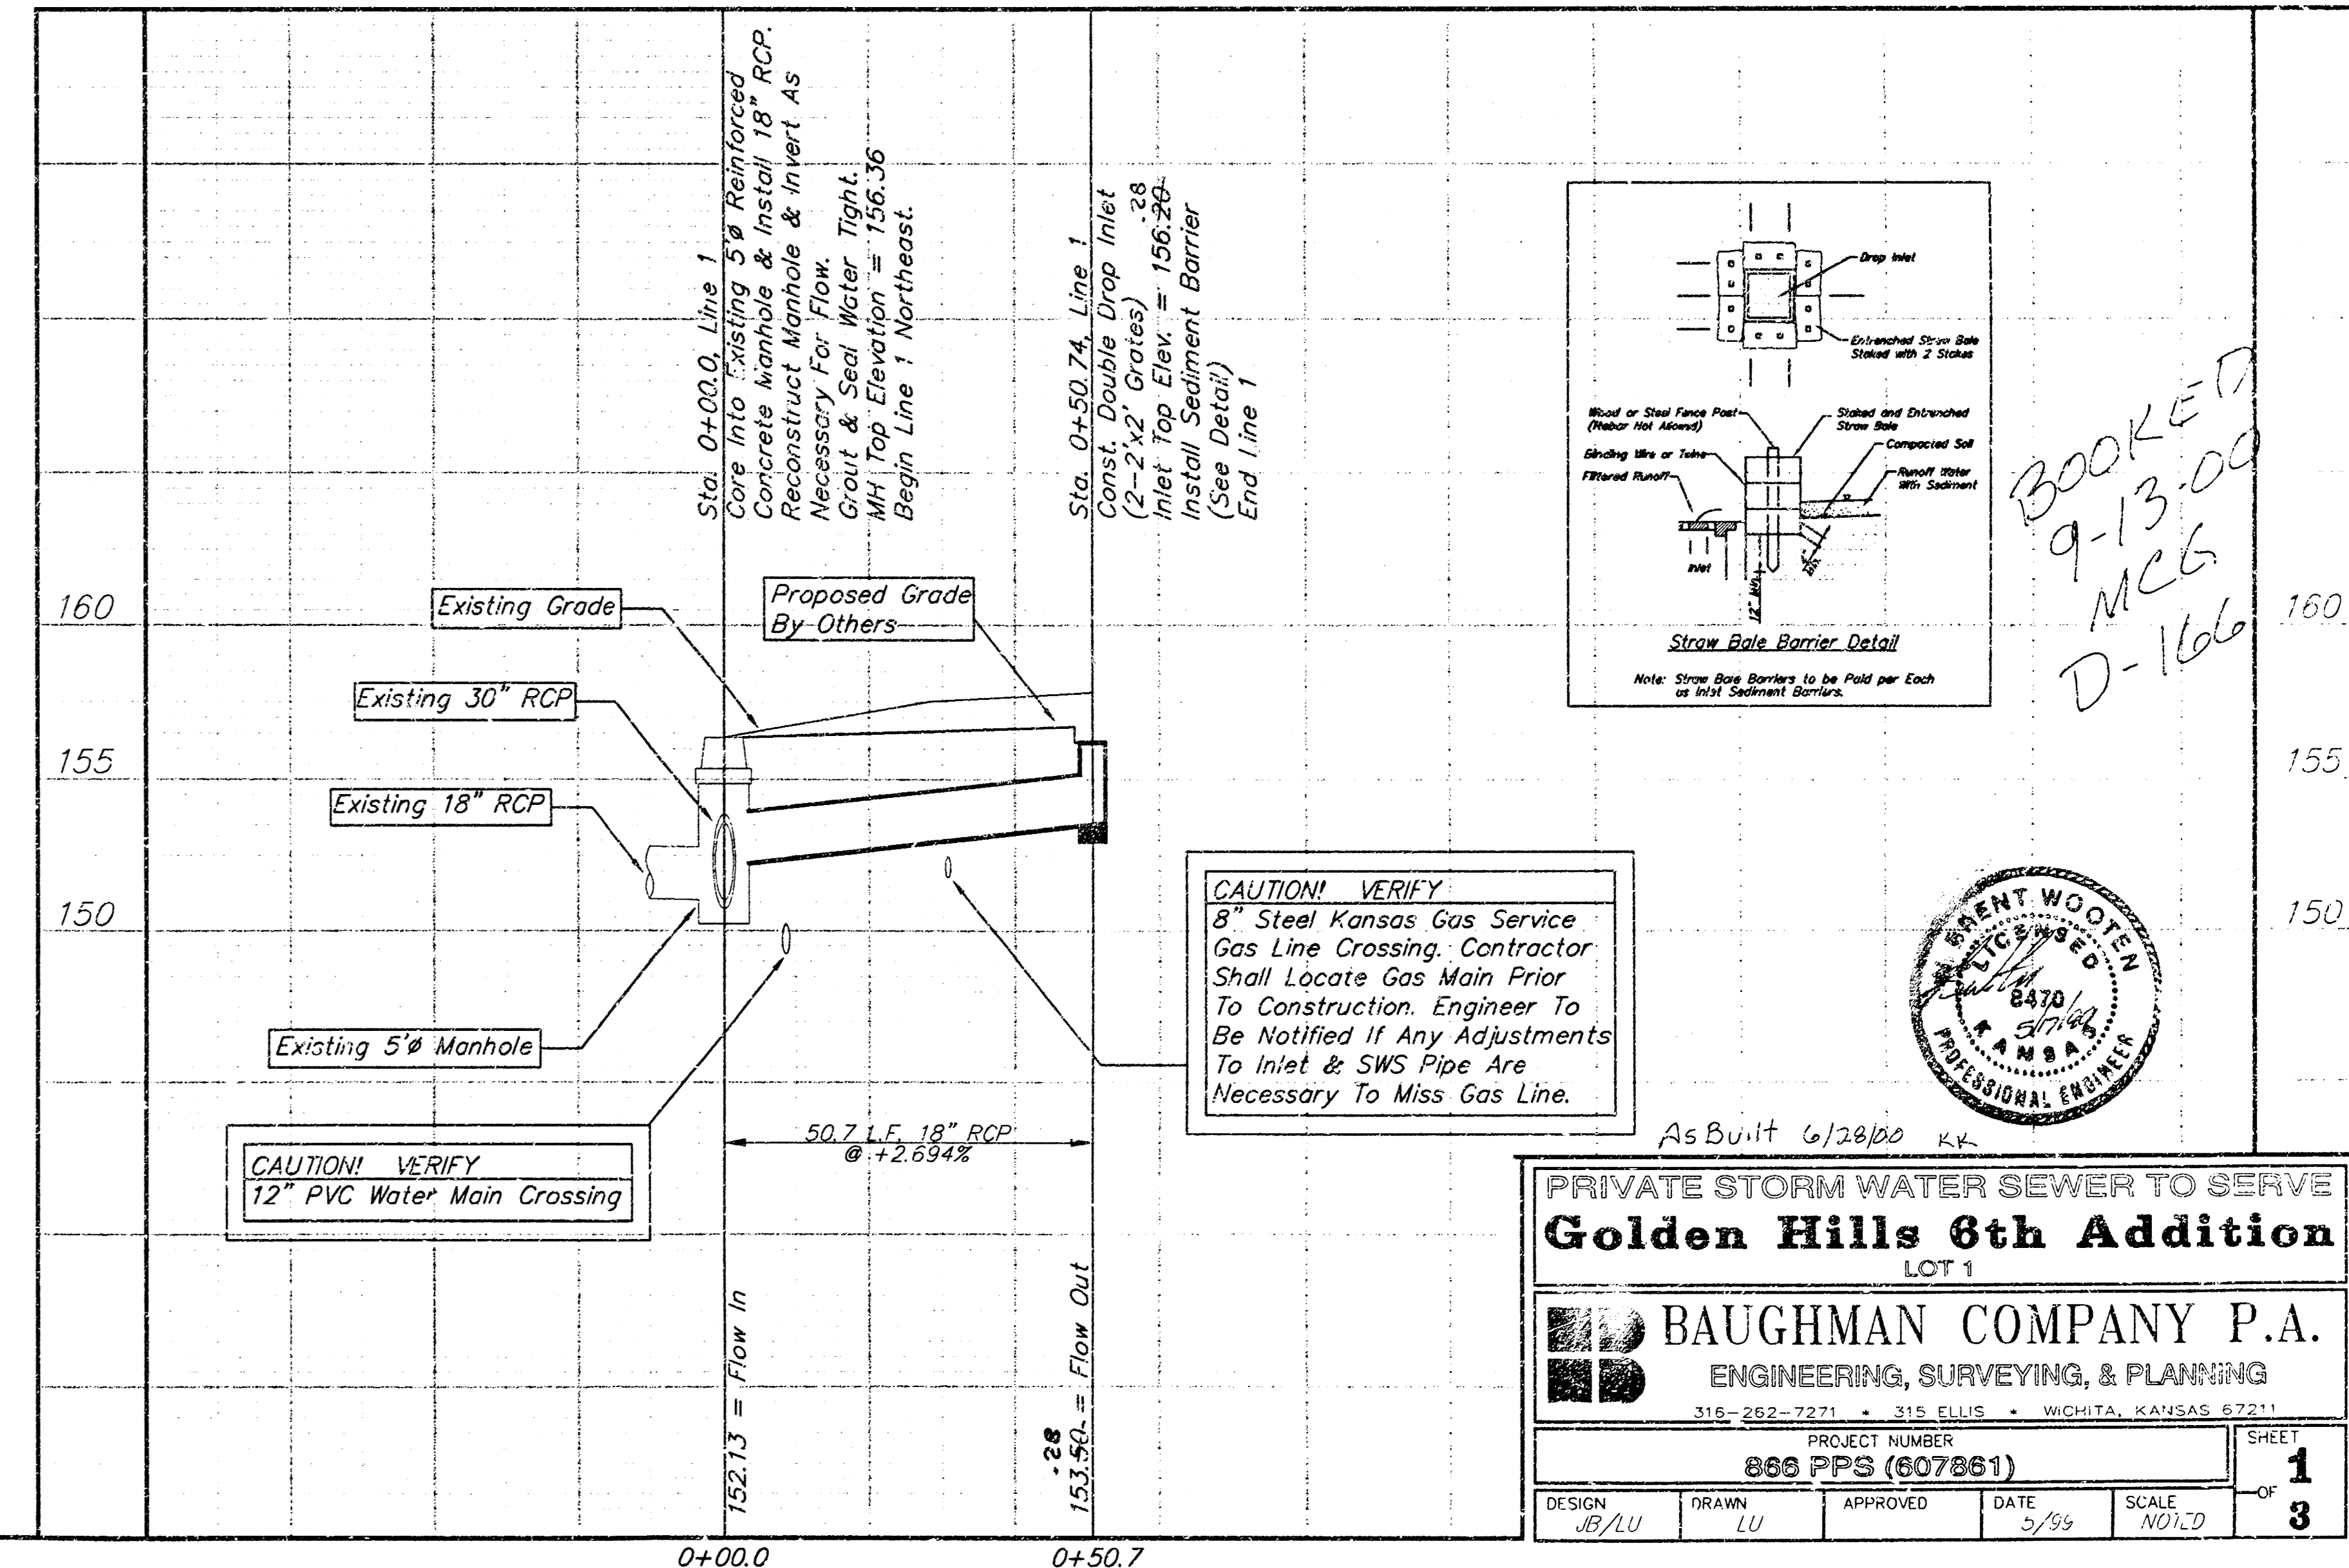 Sta. 0+00.0, Line 1
Core Into Existing 5'ø Reinforced
Concrete Manhole & Install 18" RCP.
Reconstruct Manhole & Invert As
Necessary For Flow.
Grout & Seal Water Tight.
MH Top Elevation = 156.36
Begin Line 1 Northeast.
Sta. 0+50.74, Line 1
Const. Double Drop Inlet
(2-2'x2' Grates)
.28
Inlet Top Elev. = 156.20
Install Sediment Barrier
(See Detail)
End Line 1
Drop Inlet
Entrenched Straw Bale
Staked with 2 Stakes
Wood or Steel Fence Post
(Rebar Not Allowed)
Staked and Entrenched
Straw Bale
Compacted Soil
Binding Wire or Twine
Filtered Runoff
Runoff Water
With Sediment
Inlet
12" Min.
Straw Bale Barrier Detail
Note: Straw Bale Barriers to be Paid per Each
as Inlet Sediment Barriers.
BOOKED
9-13-00
MCG
D-166
160
Existing Grade
Proposed Grade
By Others
160
Existing 30" RCP
155
155
Existing 18" RCP
150
150
CAUTION! VERIFY
8" Steel Kansas Gas Service
Gas Line Crossing. Contractor
Shall Locate Gas Main Prior
To Construction. Engineer To
Be Notified If Any Adjustments
To Inlet & SWS Pipe Are
Necessary To Miss Gas Line.
Existing 5'ø Manhole
BRENT WOOTEN
LICENSED
8470
KANSAS
PROFESSIONAL ENGINEER
50.7 L.F. 18" RCP
@ +2.694%
CAUTION! VERIFY
12" PVC Water Main Crossing
As Built 6/28/00 KK
152.13 = Flow In
.28
153.50 = Flow Out
0+00.0
0+50.7
PRIVATE STORM WATER SEWER TO SERVE
Golden Hills 6th Addition
LOT 1
BAUGHMAN COMPANY P.A.
ENGINEERING, SURVEYING, & PLANNING
316-262-7271 * 315 ELLIS * WICHITA, KANSAS 67211
PROJECT NUMBER
866 PPS (607861)
SHEET
1
OF
3
DESIGN
JB/LU
DRAWN
LU
APPROVED
DATE
5/99
SCALE
NOTED